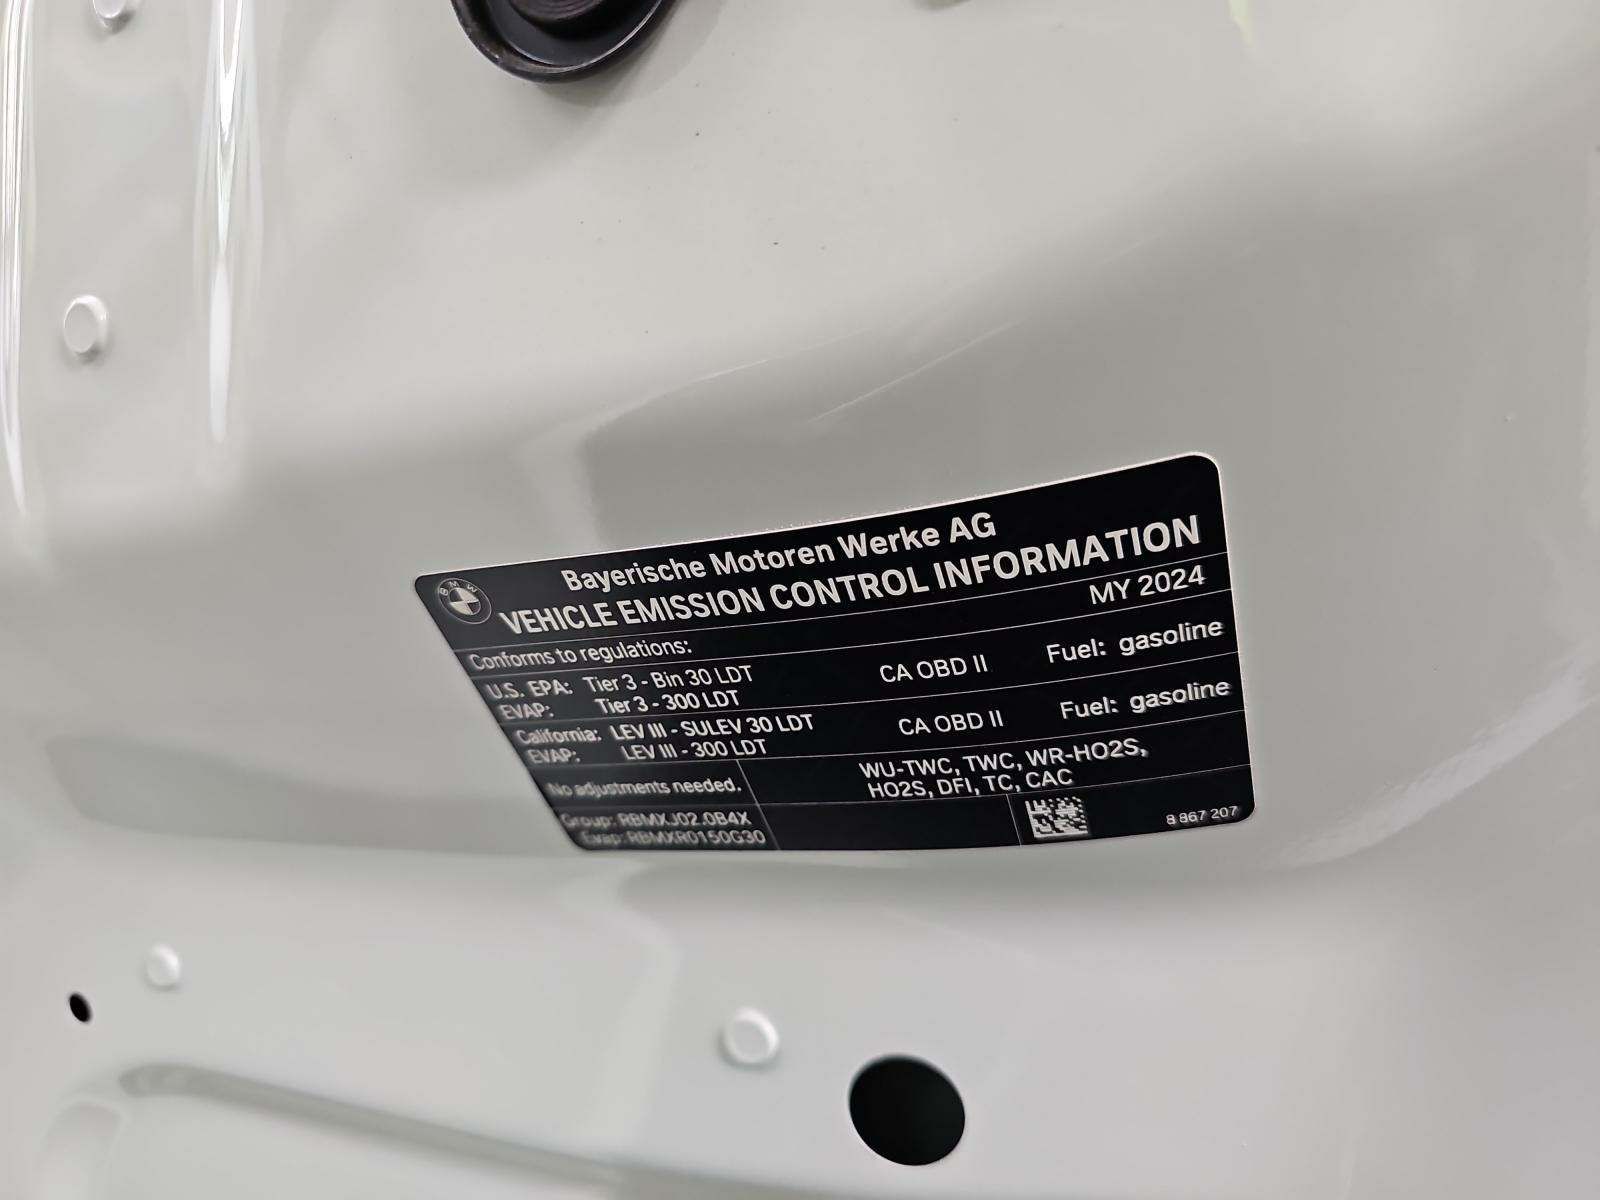 BMW
Bayerische Motoren Werke AG
VEHICLE EMISSION CONTROL INFORMATION
MY 2024
Conforms to regulations:
U.S. EPA: Tier 3 - Bin 30 LDT CA OBD II Fuel: gasoline
EVAP: Tier 3 - 300 LDT
California: LEV III - SULEV 30 LDT CA OBD II Fuel: gasoline
EVAP: LEV III - 300 LDT
No adjustments needed. WU-TWC, TWC, WR-HO2S,
HO2S, DFI, TC, CAC
Group: RBMXJ02.0B4X
Evap: RBMXR0150G30
8 867 207